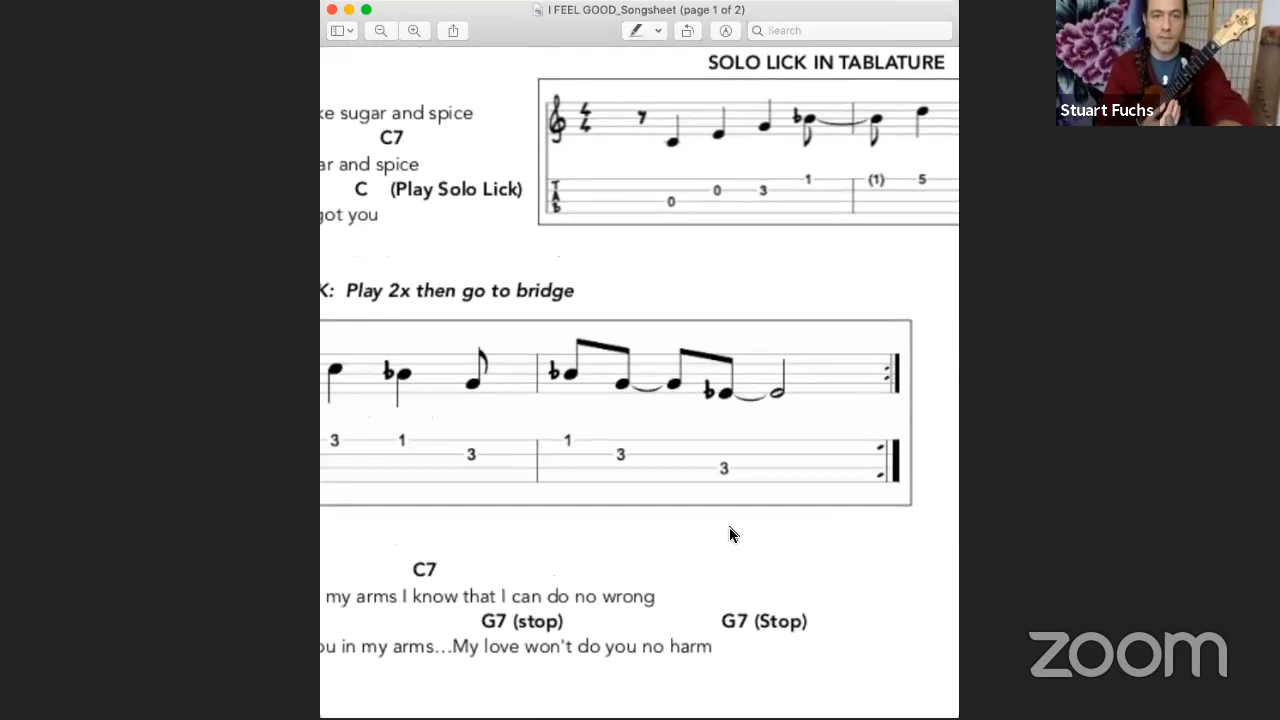 I FEEL GOOD_Songsheet (page 1 of 2)
Search
Stuart Fuchs
SOLO LICK IN TABLATURE
ke sugar and spice
C7
ar and spice
C (Play Solo Lick)
got you
4
4
T
A
B
0 0 3 1 (1) 5
K: Play 2x then go to bridge
3 1 3 1 3 3
C7
my arms I know that I can do no wrong
G7 (stop) G7 (Stop)
ou in my arms...My love won't do you no harm
zoom